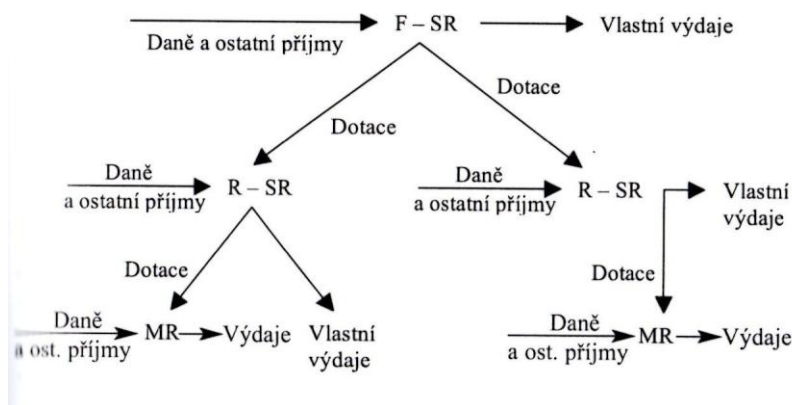 F – SR
Vlastní výdaje
Daně a ostatní příjmy
Dotace
Dotace
Daně
a ostatní příjmy
R – SR
Daně
a ostatní příjmy
R – SR
Vlastní
výdaje
Dotace
Dotace
Daně
a ost. příjmy
MR
Výdaje
Vlastní
výdaje
Daně
a ost. příjmy
MR
Výdaje